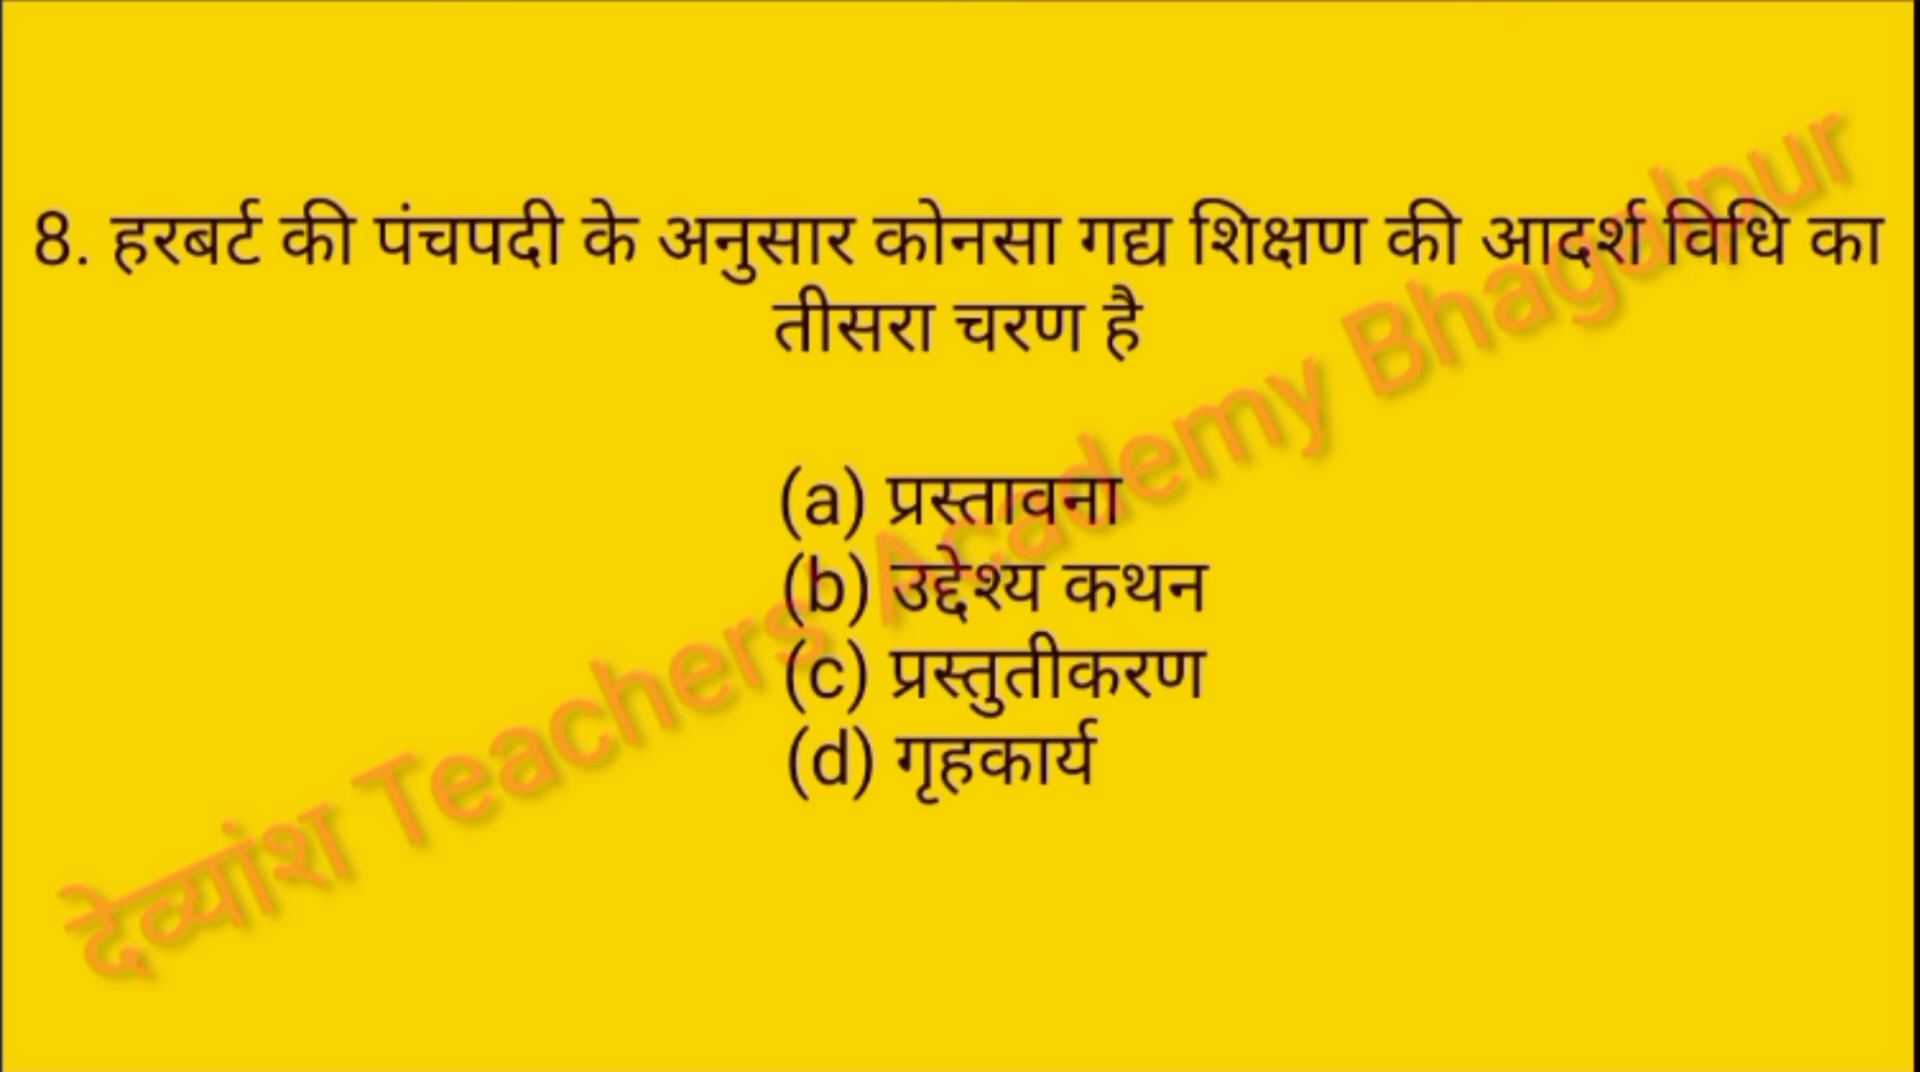 8. हरबर्ट की पंचपदी के अनुसार कोनसा गद्य शिक्षण की आदर्श विधि का
तीसरा चरण है
(a) प्रस्तावना
(b) उद्देश्य कथन
(c) प्रस्तुतीकरण
(d) गृहकार्य
देव्यांश Teachers Academy Bhagalpur